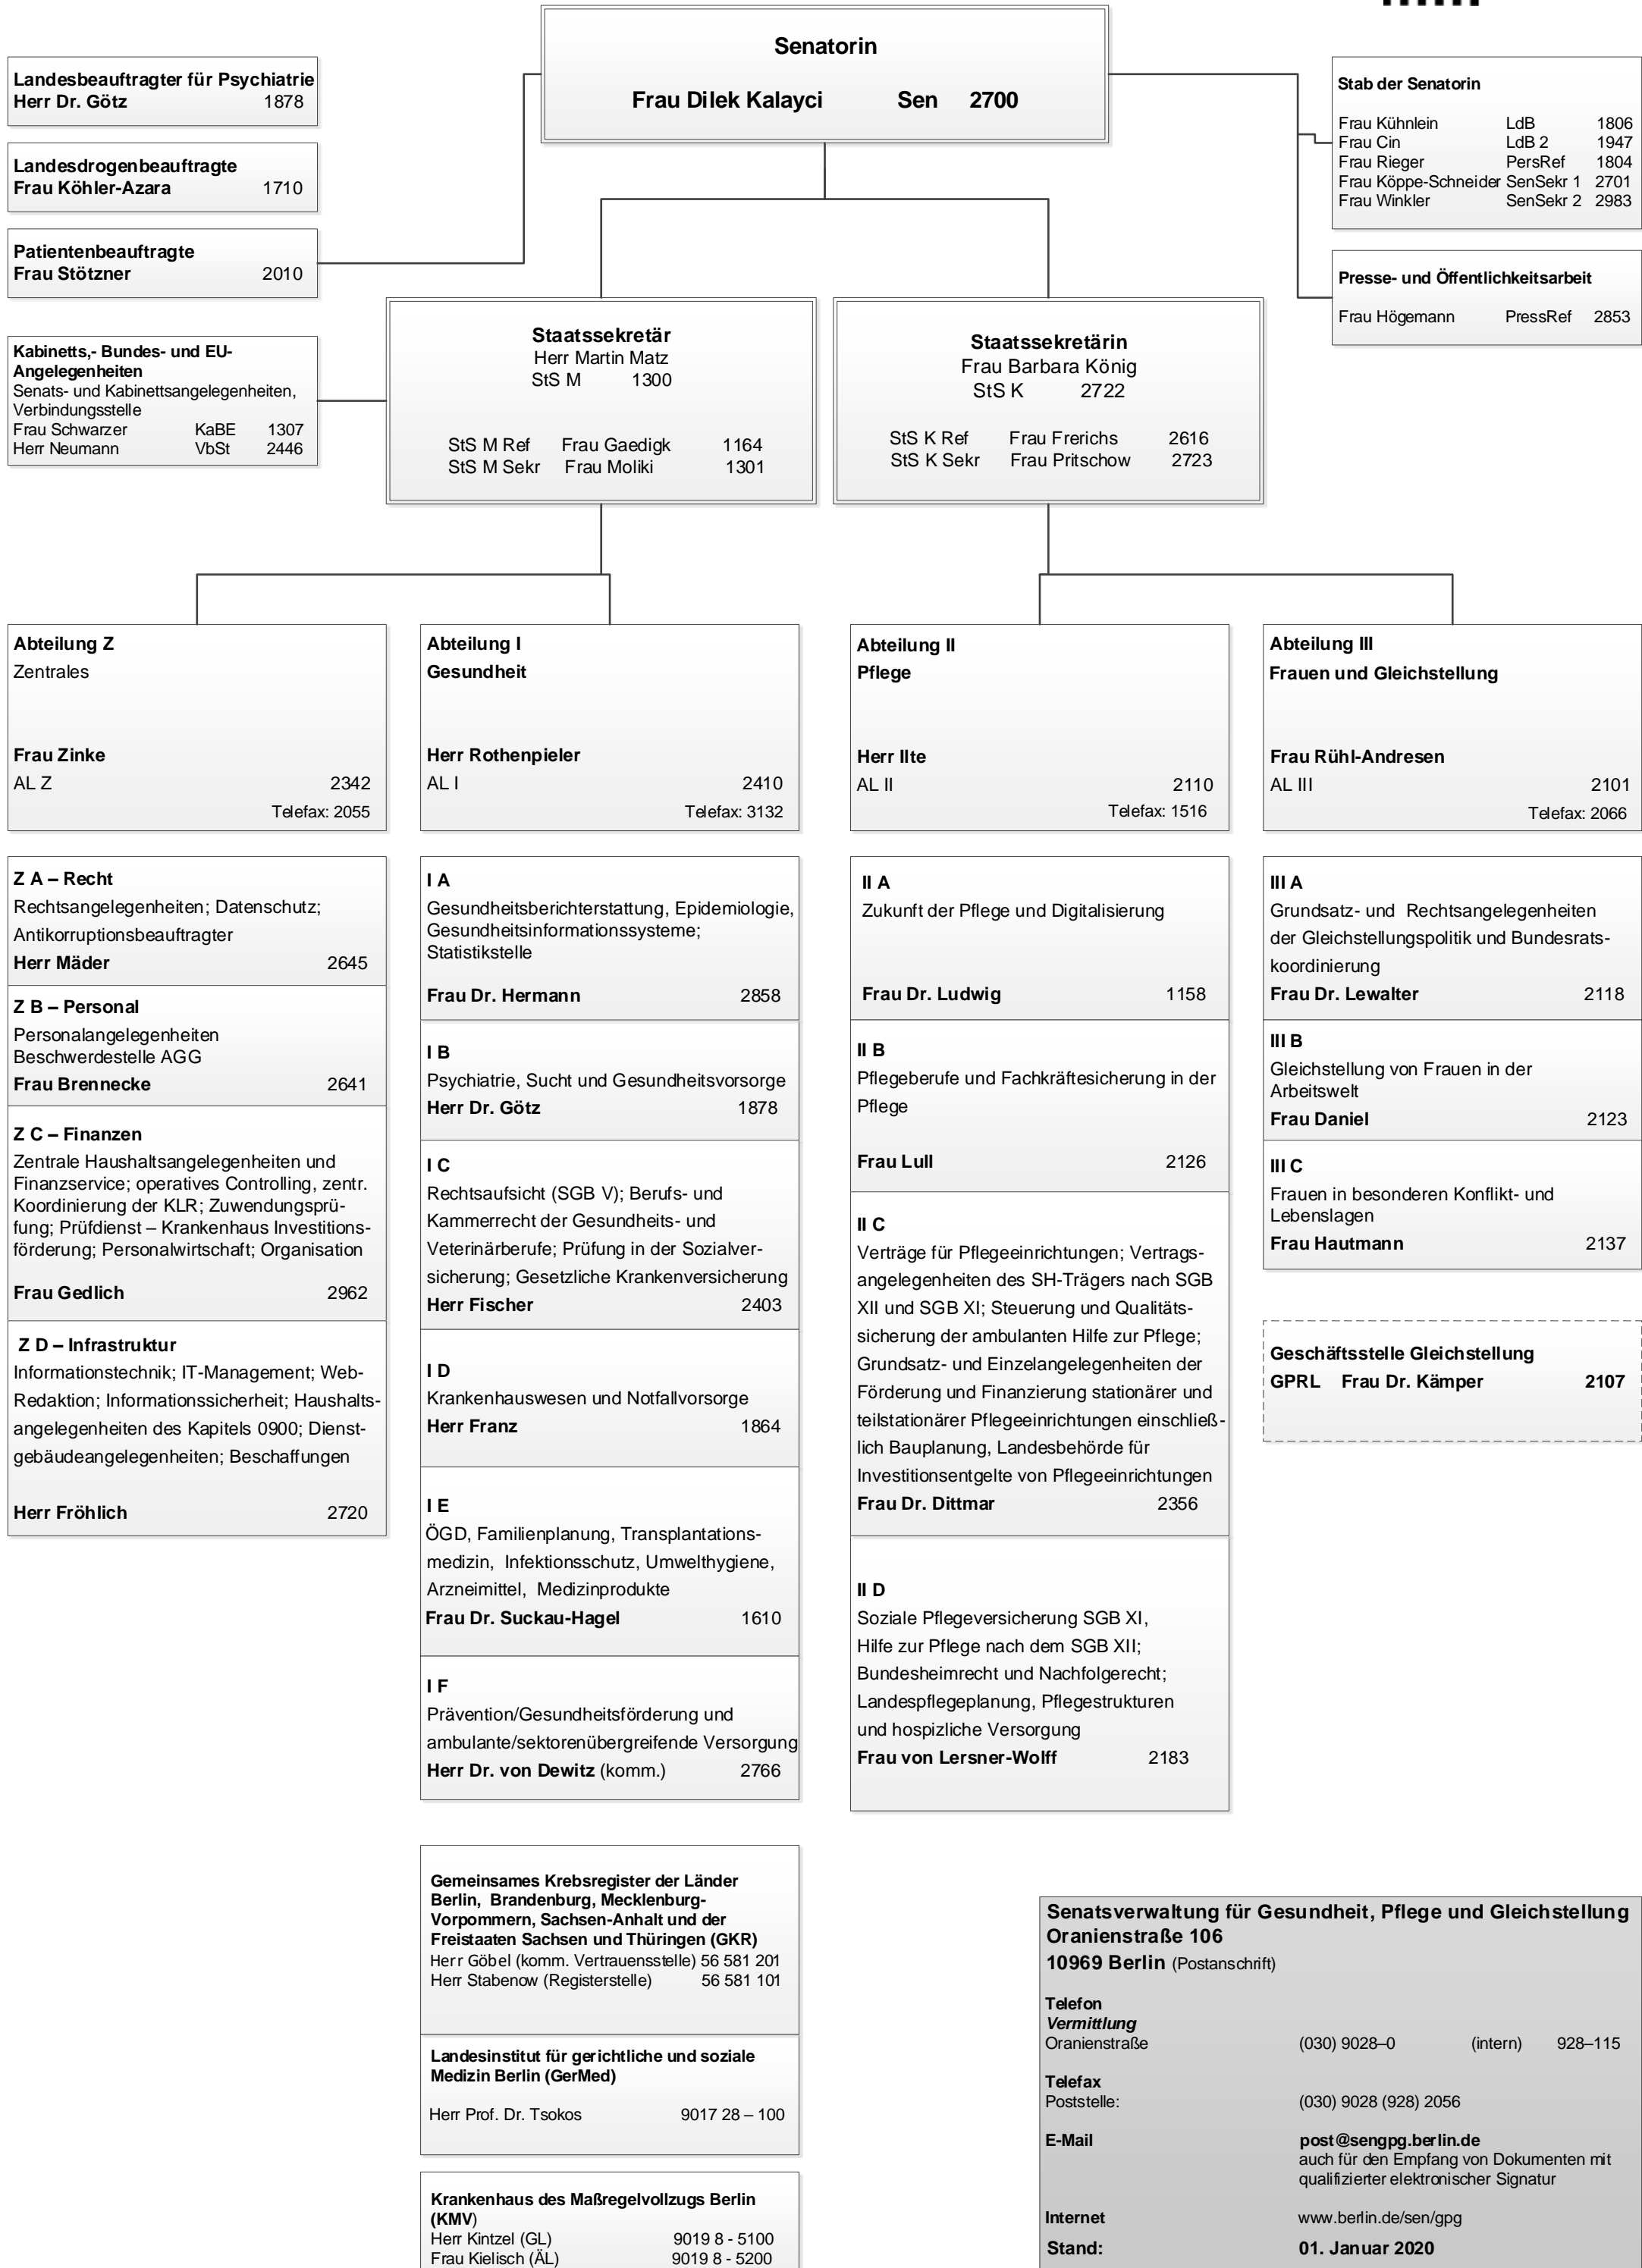 Senatorin
Frau Dilek Kalayci Sen 2700
Landesbeauftragter für Psychiatrie
Herr Dr. Götz 1878
Landesdrogenbeauftragte
Frau Köhler-Azara 1710
Patientenbeauftragte
Frau Stötzner 2010
Kabinetts,- Bundes- und EU-
Angelegenheiten
Senats- und Kabinettsangelegenheiten,
Verbindungsstelle
Frau Schwarzer KaBE 1307
Herr Neumann VbSt 2446
Stab der Senatorin
Frau Kühnlein LdB 1806
Frau Cin LdB 2 1947
Frau Rieger PersRef 1804
Frau Köppe-Schneider SenSekr 1 2701
Frau Winkler SenSekr 2 2983
Presse- und Öffentlichkeitsarbeit
Frau Högemann PressRef 2853
Staatssekretär
Herr Martin Matz
StS M 1300
StS M Ref Frau Gaedigk 1164
StS M Sekr Frau Moliki 1301
Staatssekretärin
Frau Barbara König
StS K 2722
StS K Ref Frau Frerichs 2616
StS K Sekr Frau Pritschow 2723
Abteilung Z
Zentrales
Frau Zinke
AL Z 2342
Telefax: 2055
Z A – Recht
Rechtsangelegenheiten; Datenschutz;
Antikorruptionsbeauftragter
Herr Mäder 2645
Z B – Personal
Personalangelegenheiten
Beschwerdestelle AGG
Frau Brennecke 2641
Z C – Finanzen
Zentrale Haushaltsangelegenheiten und
Finanzservice; operatives Controlling, zentr.
Koordinierung der KLR; Zuwendungsprü-
fung; Prüfdienst – Krankenhaus Investitions-
förderung; Personalwirtschaft; Organisation
Frau Gedlich 2962
Z D – Infrastruktur
Informationstechnik; IT-Management; Web-
Redaktion; Informationssicherheit; Haushalts-
angelegenheiten des Kapitels 0900; Dienst-
gebäudeangelegenheiten; Beschaffungen
Herr Fröhlich 2720
Abteilung I
Gesundheit
Herr Rothenpieler
AL I 2410
Telefax: 3132
I A
Gesundheitsberichterstattung, Epidemiologie,
Gesundheitsinformationssysteme;
Statistikstelle
Frau Dr. Hermann 2858
I B
Psychiatrie, Sucht und Gesundheitsvorsorge
Herr Dr. Götz 1878
I C
Rechtsaufsicht (SGB V); Berufs- und
Kammerrecht der Gesundheits- und
Veterinärberufe; Prüfung in der Sozialver-
sicherung; Gesetzliche Krankenversicherung
Herr Fischer 2403
I D
Krankenhauswesen und Notfallvorsorge
Herr Franz 1864
I E
ÖGD, Familienplanung, Transplantations-
medizin, Infektionsschutz, Umwelthygiene,
Arzneimittel, Medizinprodukte
Frau Dr. Suckau-Hagel 1610
I F
Prävention/Gesundheitsförderung und
ambulante/sektorenübergreifende Versorgung
Herr Dr. von Dewitz (komm.) 2766
Gemeinsames Krebsregister der Länder
Berlin, Brandenburg, Mecklenburg-
Vorpommern, Sachsen-Anhalt und der
Freistaaten Sachsen und Thüringen (GKR)
Herr Göbel (komm. Vertrauensstelle) 56 581 201
Herr Stabenow (Registerstelle) 56 581 101
Landesinstitut für gerichtliche und soziale
Medizin Berlin (GerMed)
Herr Prof. Dr. Tsokos 9017 28 – 100
Krankenhaus des Maßregelvollzugs Berlin
(KMV)
Herr Kintzel (GL) 9019 8 - 5100
Frau Kielisch (ÄL) 9019 8 - 5200
Abteilung II
Pflege
Herr Ilte
AL II 2110
Telefax: 1516
II A
Zukunft der Pflege und Digitalisierung
Frau Dr. Ludwig 1158
II B
Pflegeberufe und Fachkräftesicherung in der
Pflege
Frau Lull 2126
II C
Verträge für Pflegeeinrichtungen; Vertrags-
angelegenheiten des SH-Trägers nach SGB
XII und SGB XI; Steuerung und Qualitäts-
sicherung der ambulanten Hilfe zur Pflege;
Grundsatz- und Einzelangelegenheiten der
Förderung und Finanzierung stationärer und
teilstationärer Pflegeeinrichtungen einschließ-
lich Bauplanung, Landesbehörde für
Investitionsentgelte von Pflegeeinrichtungen
Frau Dr. Dittmar 2356
II D
Soziale Pflegeversicherung SGB XI,
Hilfe zur Pflege nach dem SGB XII;
Bundesheimrecht und Nachfolgerecht;
Landespflegeplanung, Pflegestrukturen
und hospizliche Versorgung
Frau von Lersner-Wolff 2183
Abteilung III
Frauen und Gleichstellung
Frau Rühl-Andresen
AL III 2101
Telefax: 2066
III A
Grundsatz- und Rechtsangelegenheiten
der Gleichstellungspolitik und Bundesrats-
koordinierung
Frau Dr. Lewalter 2118
III B
Gleichstellung von Frauen in der
Arbeitswelt
Frau Daniel 2123
III C
Frauen in besonderen Konflikt- und
Lebenslagen
Frau Hautmann 2137
Geschäftsstelle Gleichstellung
GPRL Frau Dr. Kämper 2107
Senatsverwaltung für Gesundheit, Pflege und Gleichstellung
Oranienstraße 106
10969 Berlin (Postanschrift)
Telefon
Vermittlung
Oranienstraße (030) 9028–0 (intern) 928–115
Telefax
Poststelle: (030) 9028 (928) 2056
E-Mail post@sengpg.berlin.de
auch für den Empfang von Dokumenten mit
qualifizierter elektronischer Signatur
Internet www.berlin.de/sen/gpg
Stand: 01. Januar 2020